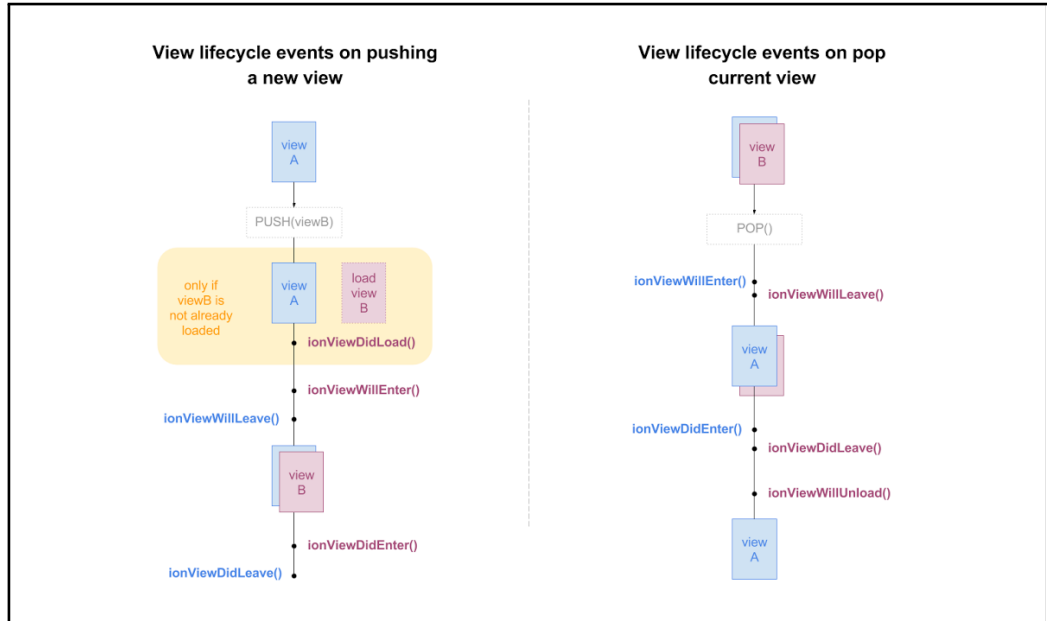 View lifecycle events on pushing
a new view
view
A
PUSH(viewB)
only if
viewB is
not already
loaded
view
A
load
view
B
ionViewDidLoad()
ionViewWillEnter()
ionViewWillLeave()
view
B
ionViewDidEnter()
ionViewDidLeave()
View lifecycle events on pop
current view
view
B
POP()
ionViewWillEnter()
ionViewWillLeave()
view
A
ionViewDidEnter()
ionViewDidLeave()
ionViewWillUnload()
view
A